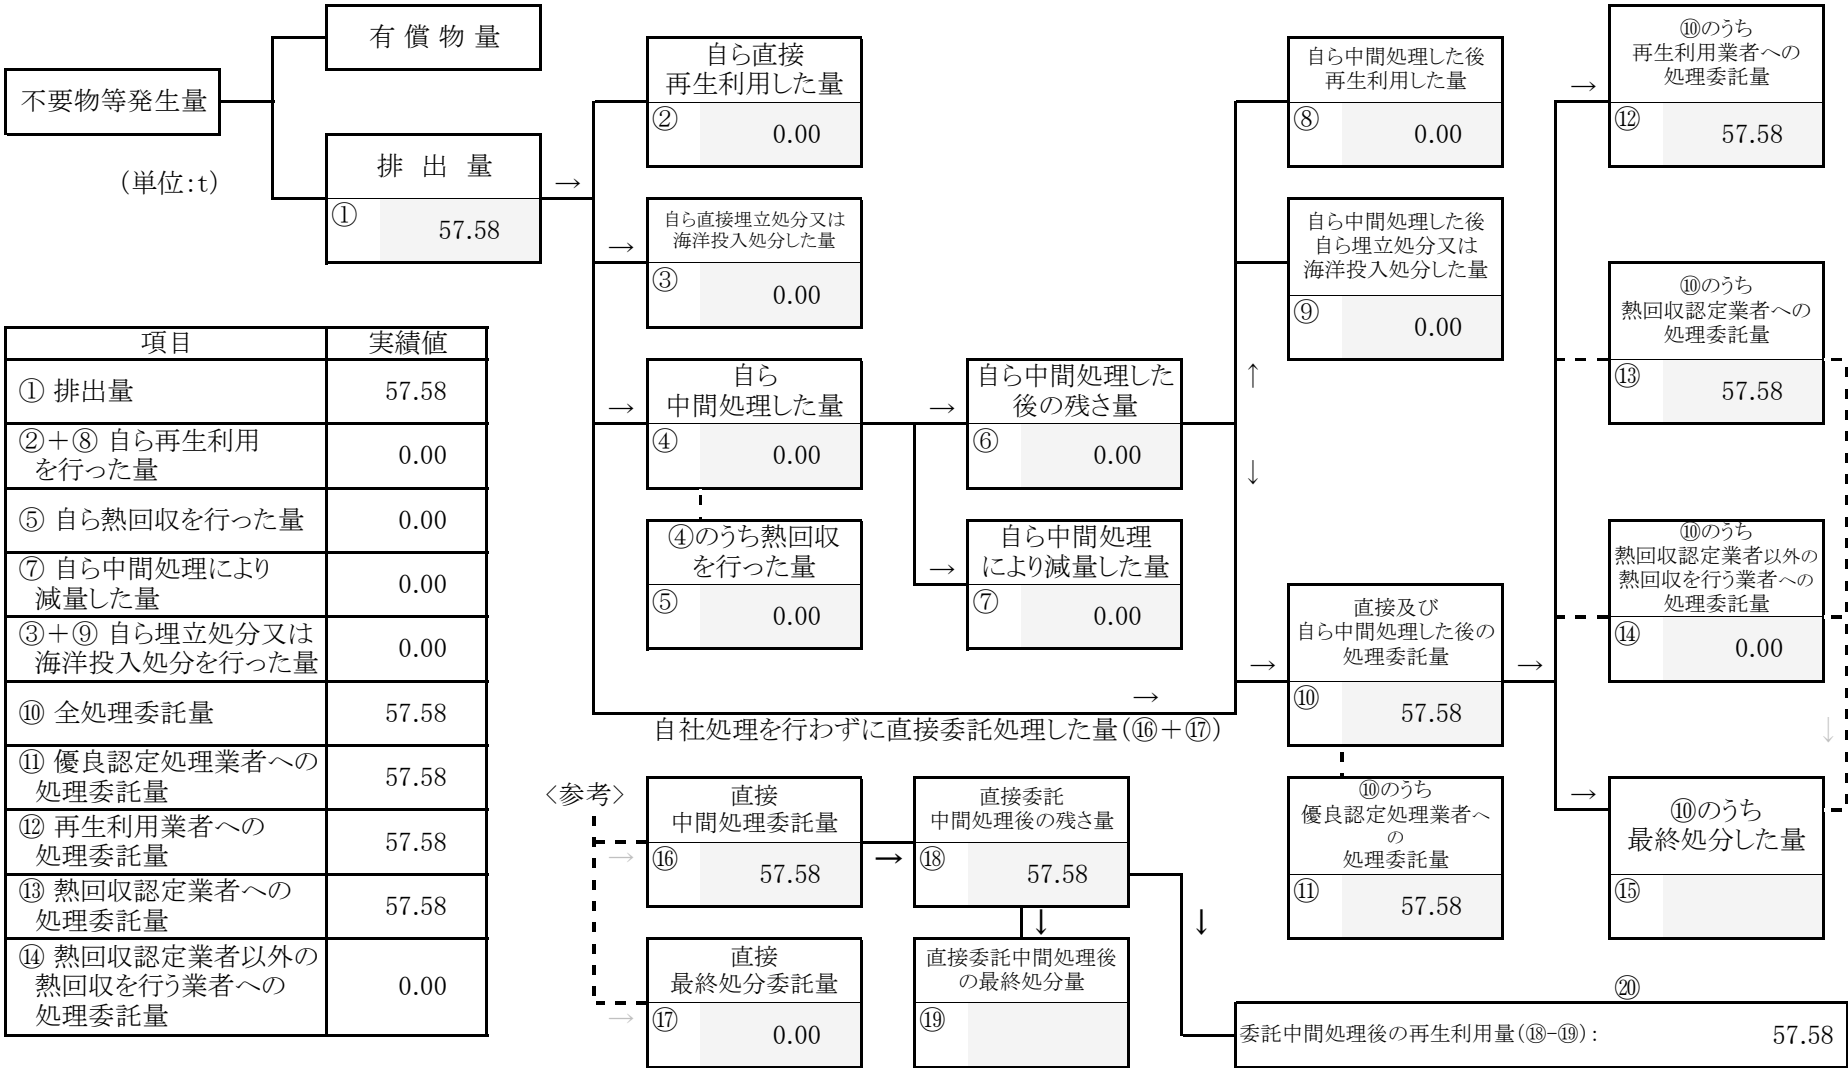 不要物等発生量
有 償 物 量
(単位:t)
排 出 量
→
①
57.58
自ら直接
再生利用した量
②
0.00
→
自ら直接埋立処分又は
海洋投入処分した量
③
0.00
→
自ら
中間処理した量
④
0.00
④のうち熱回収
を行った量
⑤
0.00
→
自ら中間処理した
後の残さ量
⑥
0.00
→
自ら中間処理
により減量した量
⑦
0.00
自ら中間処理した後
再生利用した量
⑧
0.00
自ら中間処理した後
自ら埋立処分又は
海洋投入処分した量
⑨
0.00
↑
↓
→
直接及び
自ら中間処理した後の
処理委託量
⑩
57.58
→
自社処理を行わずに直接委託処理した量(⑯+⑰)
⑩のうち
優良認定処理業者へ
の
処理委託量
⑪
57.58
→
→
⑩のうち
再生利用業者への
処理委託量
⑫
57.58
⑩のうち
熱回収認定業者への
処理委託量
⑬
57.58
⑩のうち
熱回収認定業者以外の
熱回収を行う業者への
処理委託量
⑭
0.00
↓
→
⑩のうち
最終処分した量
⑮
項目 実績値
① 排出量 57.58
②+⑧ 自ら再生利用
を行った量 0.00
⑤ 自ら熱回収を行った量 0.00
⑦ 自ら中間処理により
減量した量 0.00
③+⑨ 自ら埋立処分又は
海洋投入処分を行った量 0.00
⑩ 全処理委託量 57.58
⑪ 優良認定処理業者への
処理委託量 57.58
⑫ 再生利用業者への
処理委託量 57.58
⑬ 熱回収認定業者への
処理委託量 57.58
⑭ 熱回収認定業者以外の
熱回収を行う業者への
処理委託量 0.00
〈参考〉
→
直接
中間処理委託量
⑯
57.58
→
直接委託
中間処理後の残さ量
⑱
57.58
→
直接
最終処分委託量
⑰
0.00
↓
直接委託中間処理後
の最終処分量
⑲
↓
⑳
委託中間処理後の再生利用量(⑱-⑲): 57.58